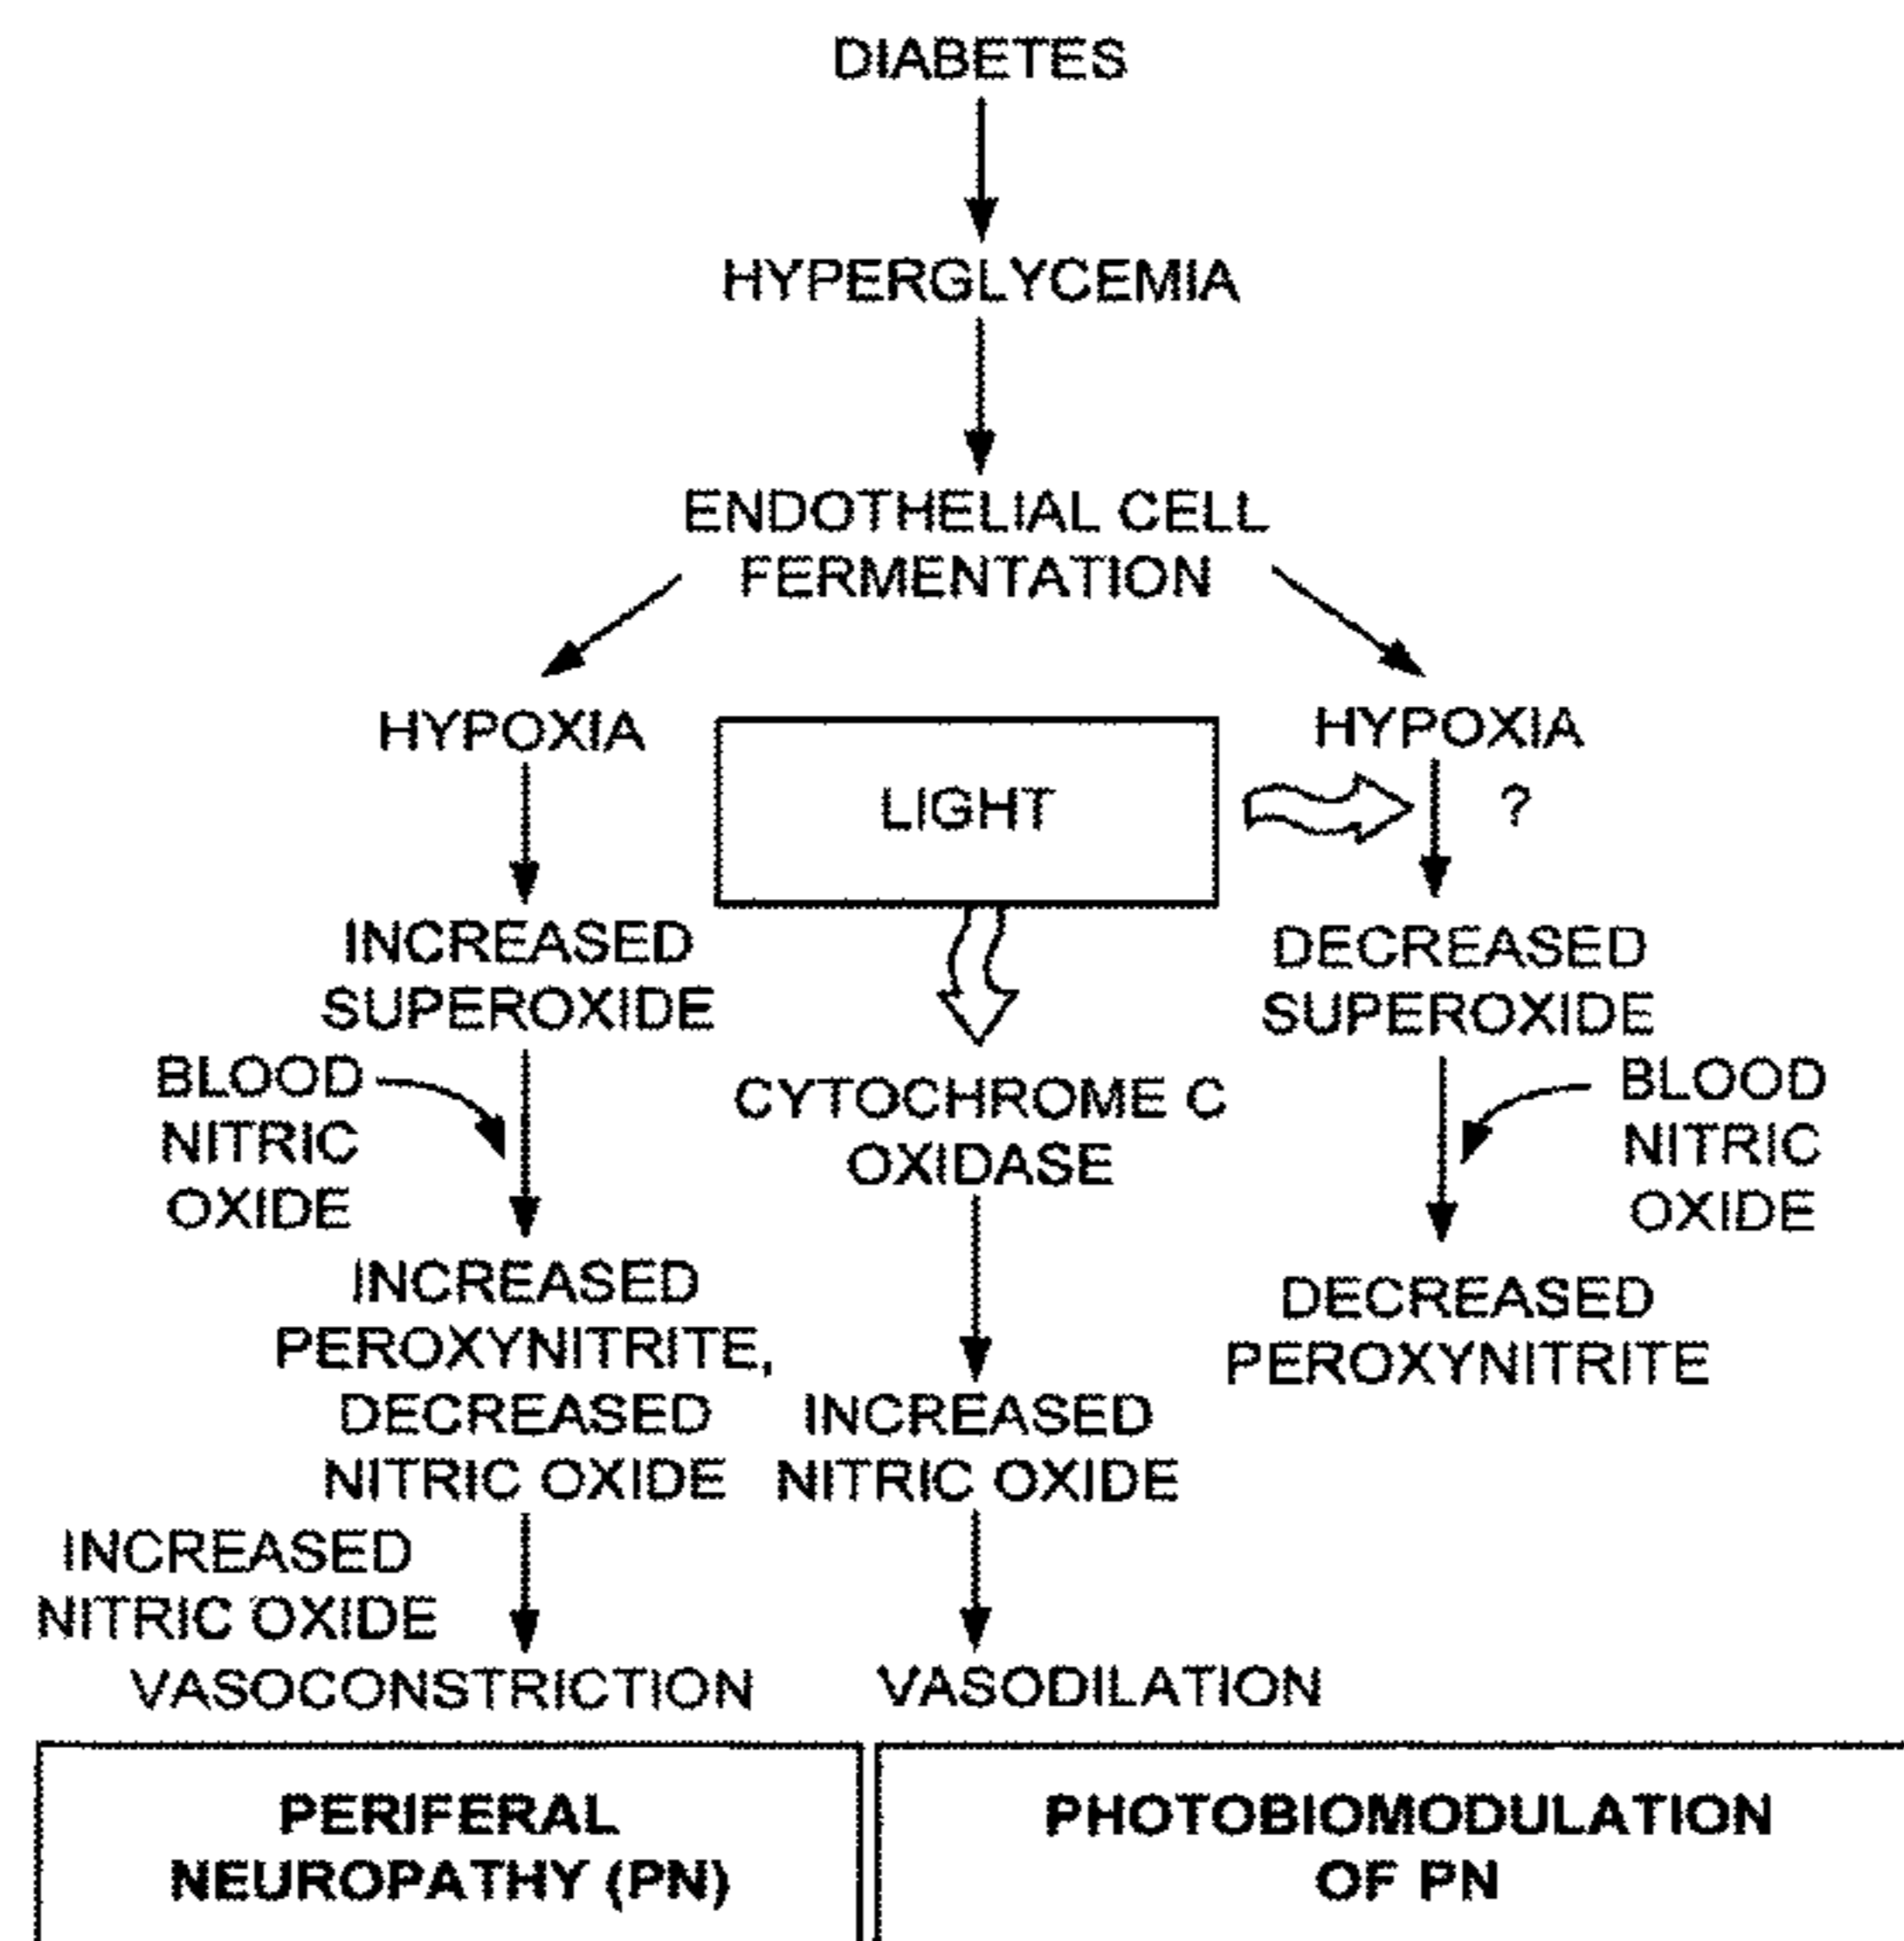 DIABETES
HYPERGLYCEMIA
ENDOTHELIAL CELL
FERMENTATION
HYPOXIA
LIGHT
HYPOXIA
?
INCREASED
SUPEROXIDE
DECREASED
SUPEROXIDE
BLOOD
NITRIC
OXIDE
CYTOCHROME C
OXIDASE
BLOOD
NITRIC
OXIDE
INCREASED
PEROXYNITRITE,
DECREASED
NITRIC OXIDE
INCREASED
NITRIC OXIDE
DECREASED
PEROXYNITRITE
INCREASED
NITRIC OXIDE
VASOCONSTRICTION
VASODILATION
PERIFERAL
NEUROPATHY (PN)
PHOTOBIOMODULATION
OF PN